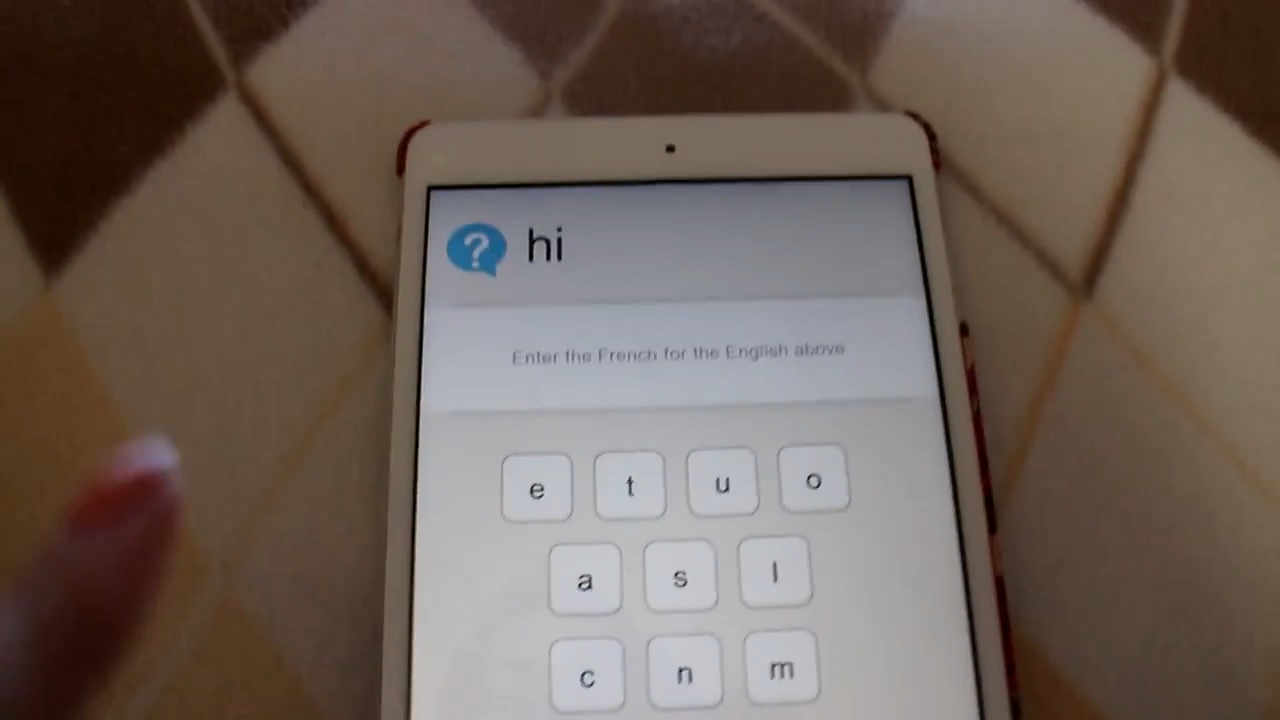 ? hi
Enter the French for the English above
e t u o
a s l
c n m